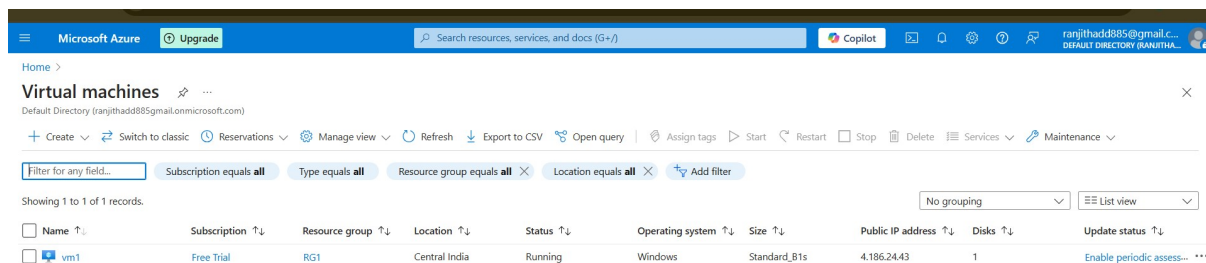 Microsoft Azure Upgrade Search resources, services, and docs (G+/) Copilot ranjithadd885@gmail.c...
DEFAULT DIRECTORY (RANJITHA...
Home >
Virtual machines ...
Default Directory (ranjithadd885gmail.onmicrosoft.com)
+ Create Switch to classic Reservations Manage view Refresh Export to CSV Open query Assign tags Start Restart Stop Delete Services Maintenance
Filter for any field... Subscription equals all Type equals all Resource group equals all Location equals all Add filter
Showing 1 to 1 of 1 records. No grouping List view
Name Subscription Resource group Location Status Operating system Size Public IP address Disks Update status
vm1 Free Trial RG1 Central India Running Windows Standard_B1s 4.186.24.43 1 Enable periodic assess... ...